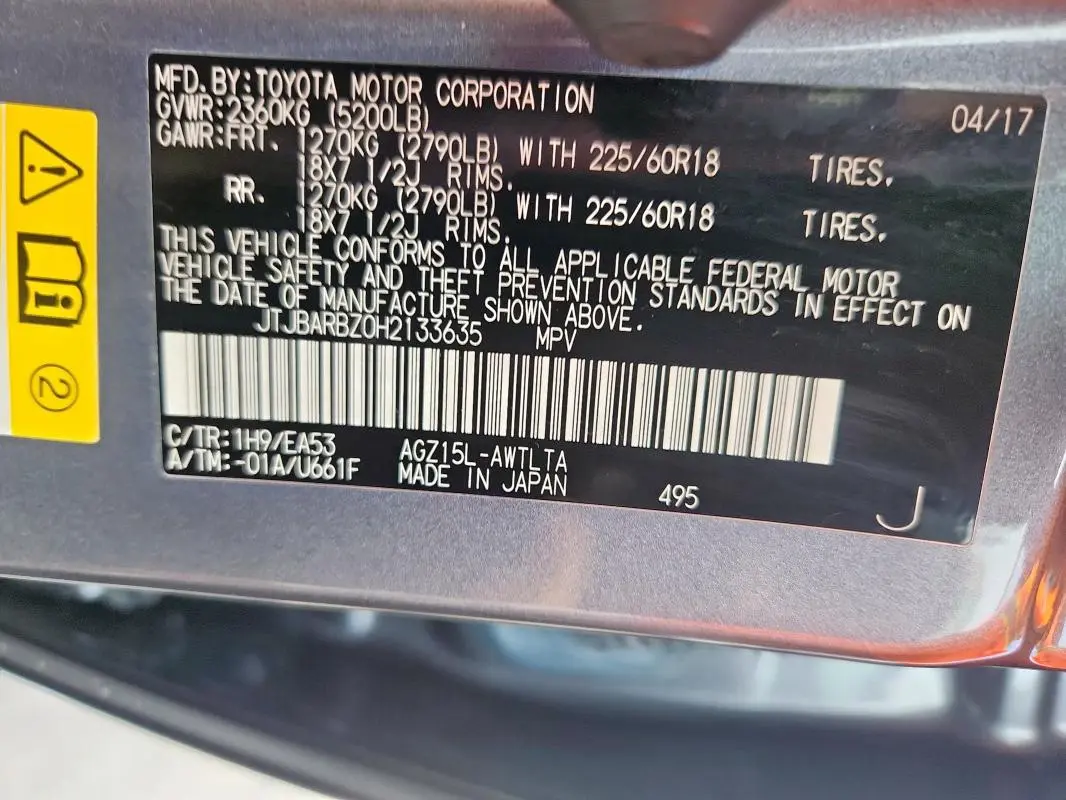 MFD.BY:TOYOTA MOTOR CORPORATION 04/17
GVWR:2360KG (5200LB)
GAWR:FRT. 1270KG (2790LB) WITH 225/60R18 TIRES.
18X7 1/2J RIMS.
RR. 1270KG (2790LB) WITH 225/60R18 TIRES.
18X7 1/2J RIMS.
THIS VEHICLE CONFORMS TO ALL APPLICABLE FEDERAL MOTOR
VEHICLE SAFETY AND THEFT PREVENTION STANDARDS IN EFFECT ON
THE DATE OF MANUFACTURE SHOWN ABOVE.
JTJBARBZ0H2133635 MPV
C/TR:1H9/EA53 AGZ15L-AWTLTA
A/TM:-01A/U661F MADE IN JAPAN 495 J
2